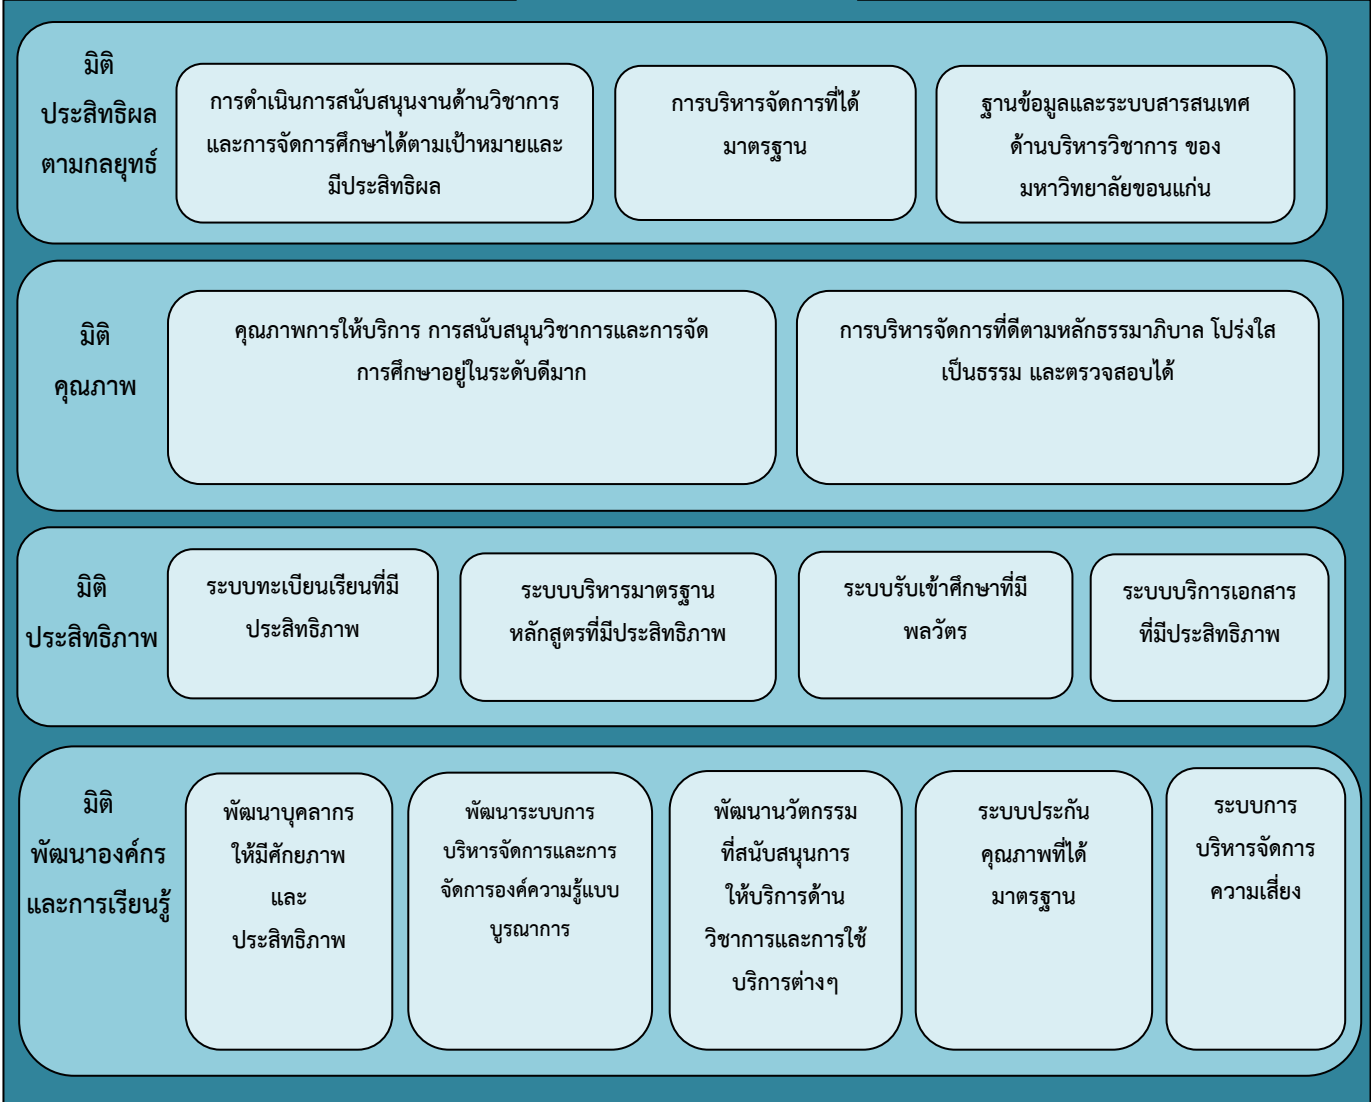 มิติ
ประสิทธิผล
ตามกลยุทธ์
การดำเนินการสนับสนุนงานด้านวิชาการ
และการจัดการศึกษาได้ตามเป้าหมายและ
มีประสิทธิผล
การบริหารจัดการที่ได้
มาตรฐาน
ฐานข้อมูลและระบบสารสนเทศ
ด้านบริหารวิชาการ ของ
มหาวิทยาลัยขอนแก่น
มิติ
คุณภาพ
คุณภาพการให้บริการ การสนับสนุนวิชาการและการจัด
การศึกษาอยู่ในระดับดีมาก
การบริหารจัดการที่ดีตามหลักธรรมาภิบาล โปร่งใส
เป็นธรรม และตรวจสอบได้
มิติ
ประสิทธิภาพ
ระบบทะเบียนเรียนที่มี
ประสิทธิภาพ
ระบบบริหารมาตรฐาน
หลักสูตรที่มีประสิทธิภาพ
ระบบรับเข้าศึกษาที่มี
พลวัตร
ระบบบริการเอกสาร
ที่มีประสิทธิภาพ
มิติ
พัฒนาองค์กร
และการเรียนรู้
พัฒนาบุคลากร
ให้มีศักยภาพ
และ
ประสิทธิภาพ
พัฒนาระบบการ
บริหารจัดการและการ
จัดการองค์ความรู้แบบ
บูรณาการ
พัฒนานวัตกรรม
ที่สนับสนุนการ
ให้บริการด้าน
วิชาการและการใช้
บริการต่างๆ
ระบบประกัน
คุณภาพที่ได้
มาตรฐาน
ระบบการ
บริหารจัดการ
ความเสี่ยง